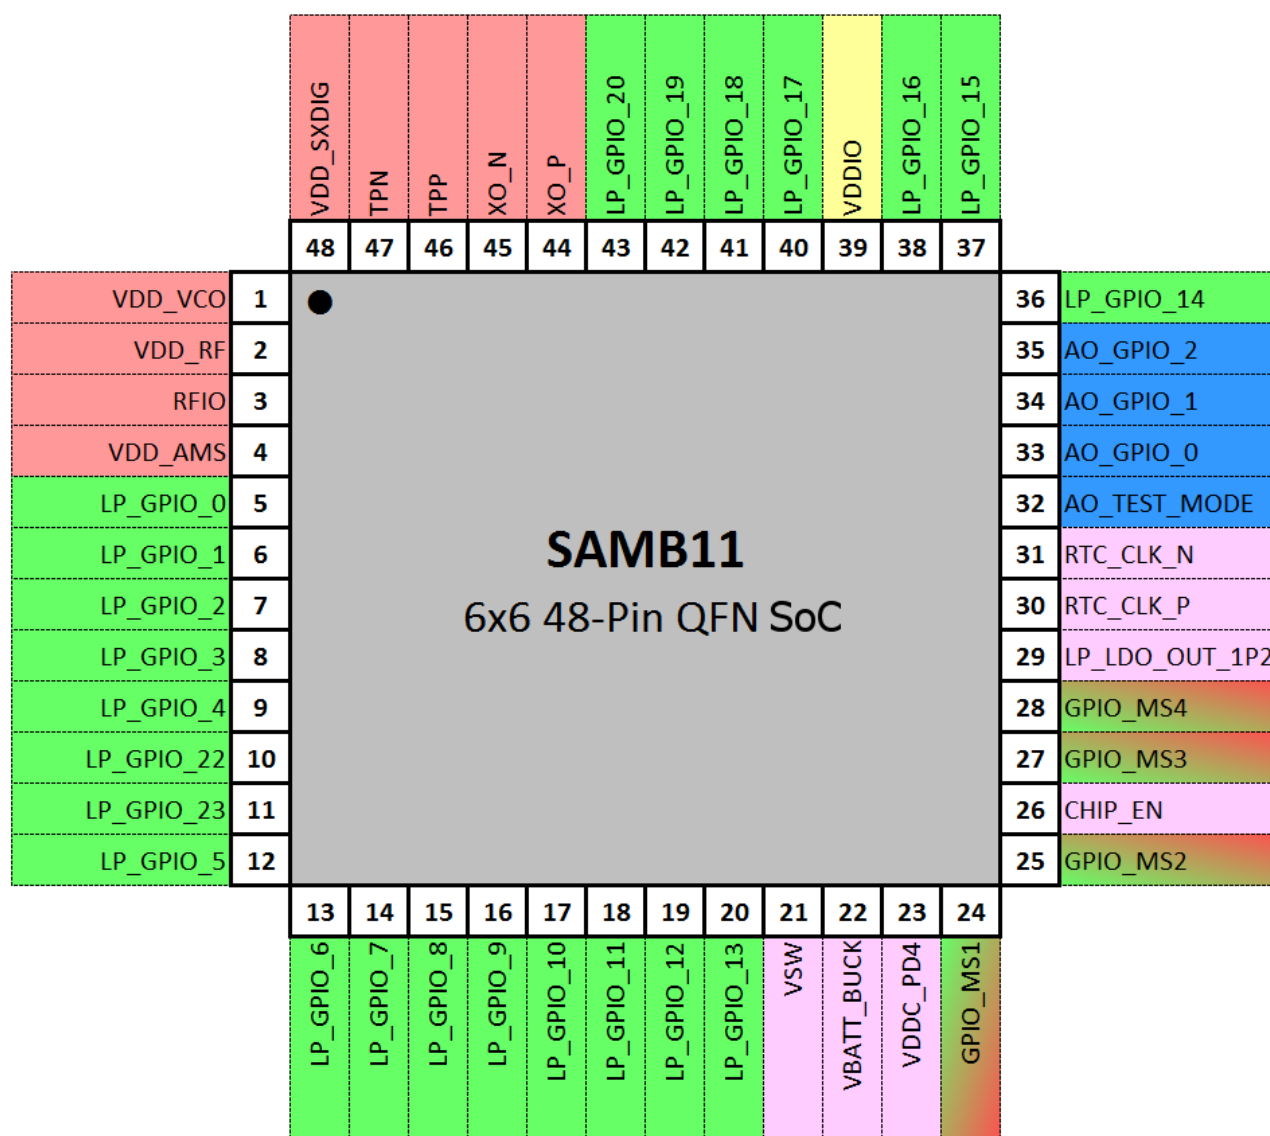 VDD_SXDIG
TPN
TPP
XO_N
XO_P
LP_GPIO_20
LP_GPIO_19
LP_GPIO_18
LP_GPIO_17
VDDIO
LP_GPIO_16
LP_GPIO_15
48 47 46 45 44 43 42 41 40 39 38 37
VDD_VCO 1
VDD_RF 2
RFIO 3
VDD_AMS 4
LP_GPIO_0 5
LP_GPIO_1 6
LP_GPIO_2 7
LP_GPIO_3 8
LP_GPIO_4 9
LP_GPIO_22 10
LP_GPIO_23 11
LP_GPIO_5 12
SAMB11
6x6 48-Pin QFN SoC
36 LP_GPIO_14
35 AO_GPIO_2
34 AO_GPIO_1
33 AO_GPIO_0
32 AO_TEST_MODE
31 RTC_CLK_N
30 RTC_CLK_P
29 LP_LDO_OUT_1P2
28 GPIO_MS4
27 GPIO_MS3
26 CHIP_EN
25 GPIO_MS2
13 14 15 16 17 18 19 20 21 22 23 24
LP_GPIO_6
LP_GPIO_7
LP_GPIO_8
LP_GPIO_9
LP_GPIO_10
LP_GPIO_11
LP_GPIO_12
LP_GPIO_13
VSW
VBATT_BUCK
VDDC_PD4
GPIO_MS1